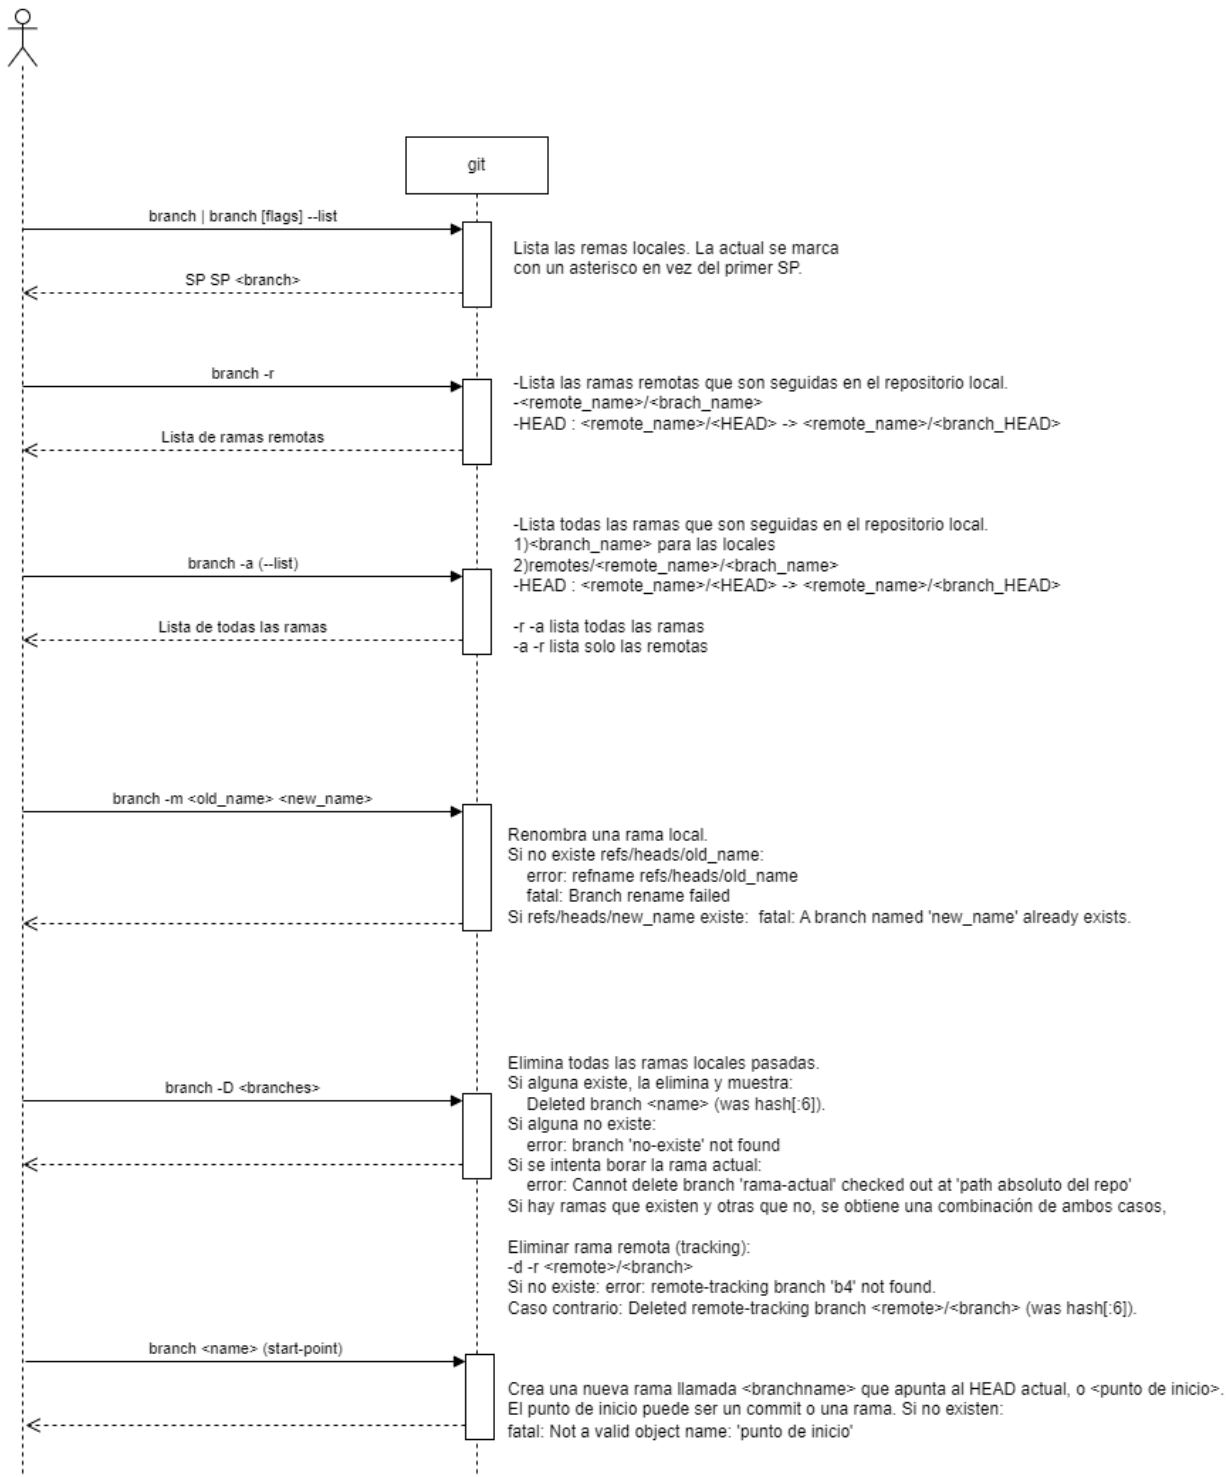 git
branch | branch [flags] --list
Lista las remas locales. La actual se marca
con un asterisco en vez del primer SP.
SP SP <branch>
branch -r
-Lista las ramas remotas que son seguidas en el repositorio local.
-<remote_name>/<brach_name>
-HEAD : <remote_name>/<HEAD> -> <remote_name>/<branch_HEAD>
Lista de ramas remotas
branch -a (--list)
-Lista todas las ramas que son seguidas en el repositorio local.
1)<branch_name> para las locales
2)remotes/<remote_name>/<brach_name>
-HEAD : <remote_name>/<HEAD> -> <remote_name>/<branch_HEAD>
Lista de todas las ramas
-r -a lista todas las ramas
-a -r lista solo las remotas
branch -m <old_name> <new_name>
Renombra una rama local.
Si no existe refs/heads/old_name:
error: refname refs/heads/old_name
fatal: Branch rename failed
Si refs/heads/new_name existe:  fatal: A branch named 'new_name' already exists.
branch -D <branches>
Elimina todas las ramas locales pasadas.
Si alguna existe, la elimina y muestra:
Deleted branch <name> (was hash[:6]).
Si alguna no existe:
error: branch 'no-existe' not found
Si se intenta borar la rama actual:
error: Cannot delete branch 'rama-actual' checked out at 'path absoluto del repo'
Si hay ramas que existen y otras que no, se obtiene una combinación de ambos casos,
Eliminar rama remota (tracking):
-d -r <remote>/<branch>
Si no existe: error: remote-tracking branch 'b4' not found.
Caso contrario: Deleted remote-tracking branch <remote>/<branch> (was hash[:6]).
branch <name> (start-point)
Crea una nueva rama llamada <branchname> que apunta al HEAD actual, o <punto de inicio>.
El punto de inicio puede ser un commit o una rama. Si no existen:
fatal: Not a valid object name: 'punto de inicio'